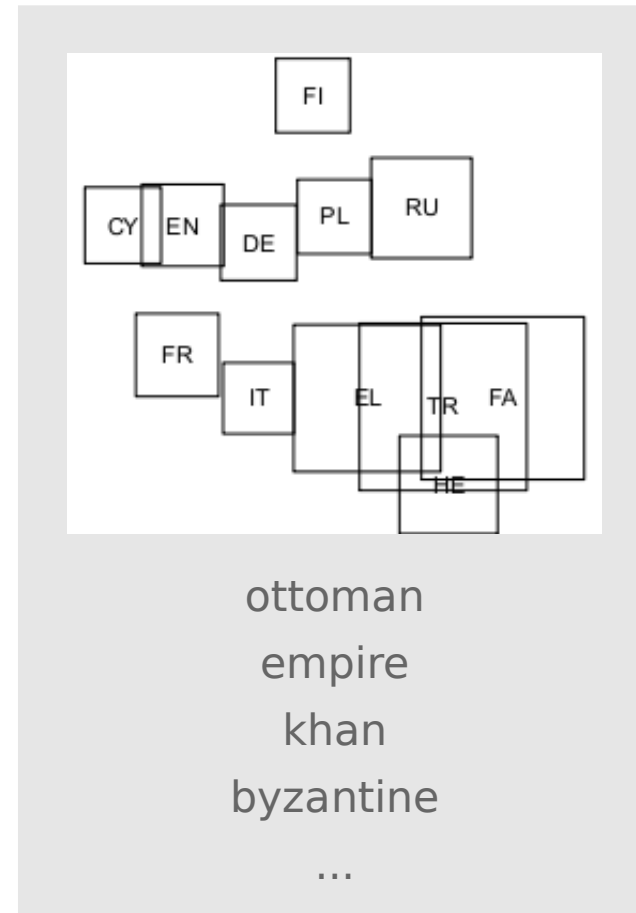 FI
CY EN DE PL RU
FR IT EL TR FA
HE
ottoman
empire
khan
byzantine
...